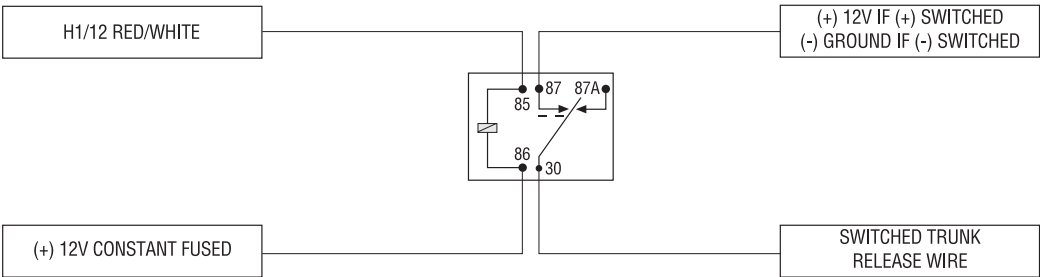 H1/12 RED/WHITE
(+) 12V IF (+) SWITCHED
(-) GROUND IF (-) SWITCHED
87 87A
85
86
30
(+) 12V CONSTANT FUSED
SWITCHED TRUNK
RELEASE WIRE